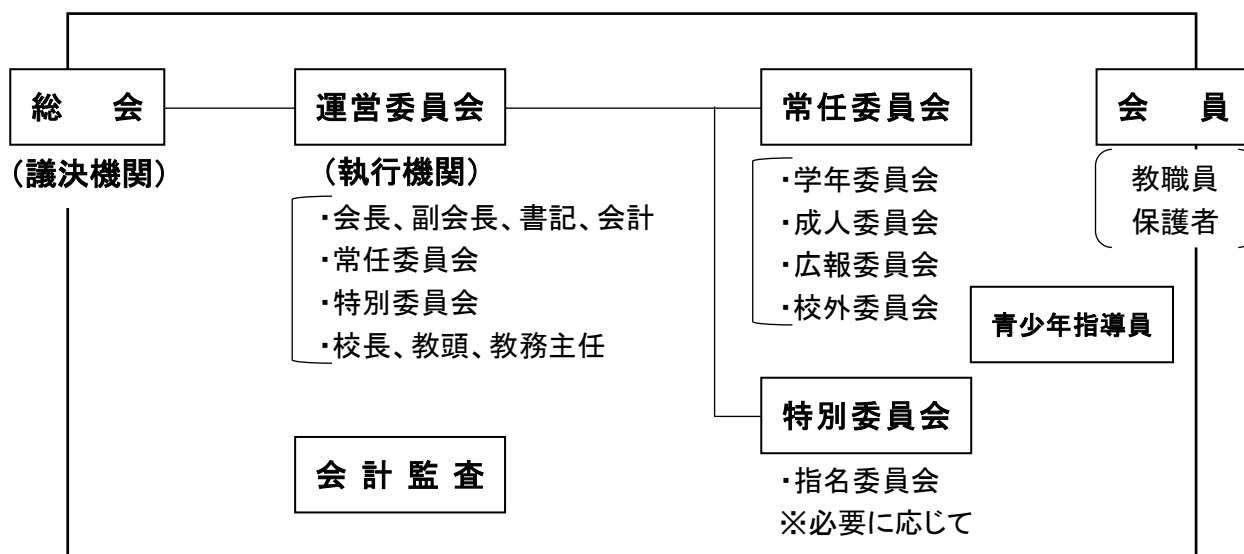 総　会
（議決機関）
運営委員会
（執行機関）
・会長、副会長、書記、会計
・常任委員会
・特別委員会
・校長、教頭、教務主任
会計監査
常任委員会
・学年委員会
・成人委員会
・広報委員会
・校外委員会
特別委員会
・指名委員会
※必要に応じて
会　員
教職員
保護者
青少年指導員